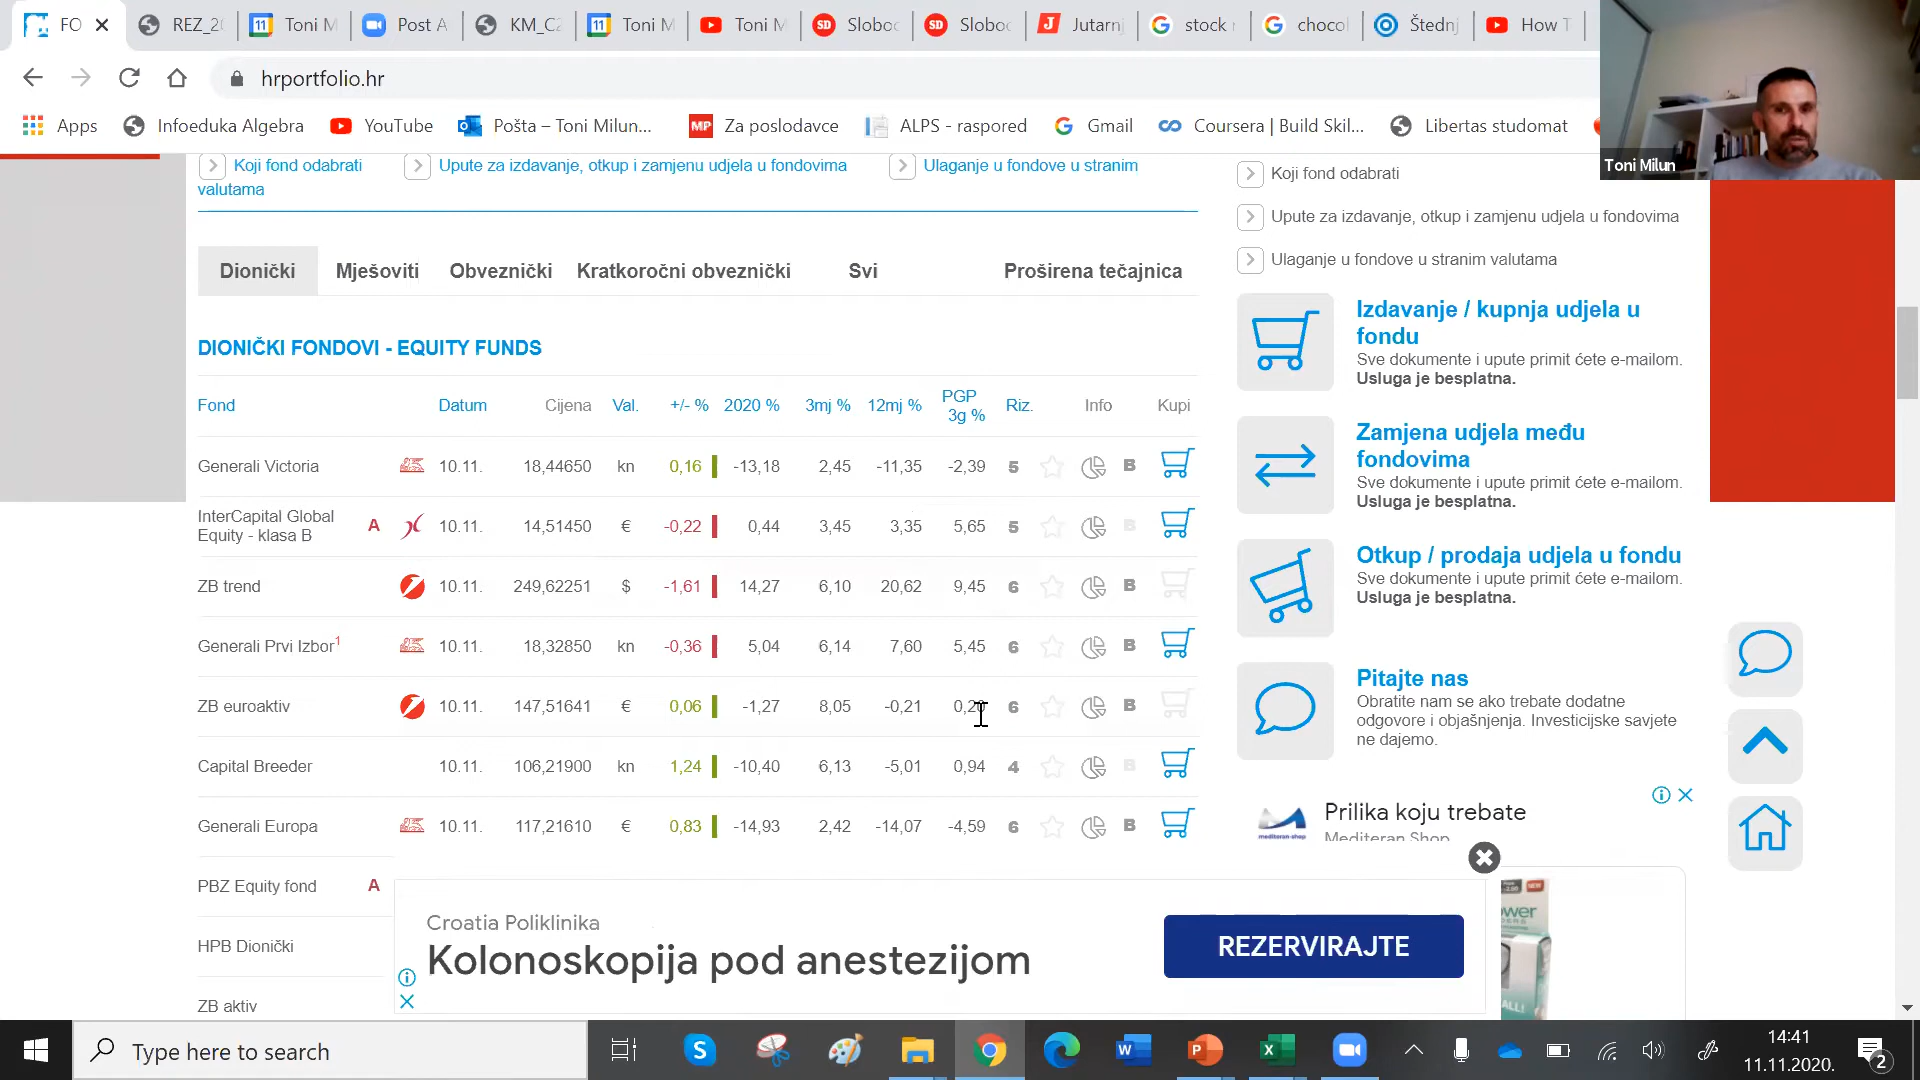 FO
REZ_20
Toni M
Post A
KM_C2
Toni M
Toni M
Sloboc
Sloboc
Jutarnj
stock r
chocol
Štednj
How T
hrportfolio.hr
Apps
Infoeduka Algebra
YouTube
Pošta – Toni Milun...
Za poslodavce
ALPS - raspored
Gmail
Coursera | Build Skil...
Libertas studomat
Toni Milun
Koji fond odabrati
Upute za izdavanje, otkup i zamjenu udjela u fondovima
Ulaganje u fondove u stranim
valutama
Dionički Mješoviti Obveznički Kratkoročni obveznički Svi Proširena tečajnica
DIONIČKI FONDOVI - EQUITY FUNDS
Fond Datum Cijena Val. +/- % 2020 % 3mj % 12mj % PGP 3g % Riz. Info Kupi
Generali Victoria 10.11. 18,44650 kn 0,16 -13,18 2,45 -11,35 -2,39 5 B
InterCapital Global
Equity - klasa B A 10.11. 14,51450 € -0,22 0,44 3,45 3,35 5,65 5 B
ZB trend 10.11. 249,62251 $ -1,61 14,27 6,10 20,62 9,45 6 B
Generali Prvi Izbor1 10.11. 18,32850 kn -0,36 5,04 6,14 7,60 5,45 6 B
ZB euroaktiv 10.11. 147,51641 € 0,06 -1,27 8,05 -0,21 6 B
Capital Breeder 10.11. 106,21900 kn 1,24 -10,40 6,13 -5,01 0,94 4 B
Generali Europa 10.11. 117,21610 € 0,83 -14,93 2,42 -14,07 -4,59 6 B
PBZ Equity fond A
HPB Dionički
ZB aktiv
Koji fond odabrati
Upute za izdavanje, otkup i zamjenu udjela u fondovima
Ulaganje u fondove u stranim valutama
Izdavanje / kupnja udjela u
fondu
Sve dokumente i upute primit ćete e-mailom.
Usluga je besplatna.
Zamjena udjela među
fondovima
Sve dokumente i upute primit ćete e-mailom.
Usluga je besplatna.
Otkup / prodaja udjela u fondu
Sve dokumente i upute primit ćete e-mailom.
Usluga je besplatna.
Pitajte nas
Obratite nam se ako trebate dodatne
odgovore i objašnjenja. Investicijske savjete
ne dajemo.
Prilika koju trebate
Mediteran Shop
mediteran-shop
Croatia Poliklinika
Kolonoskopija pod anestezijom
REZERVIRAJTE
Type here to search
14:41
11.11.2020.
2